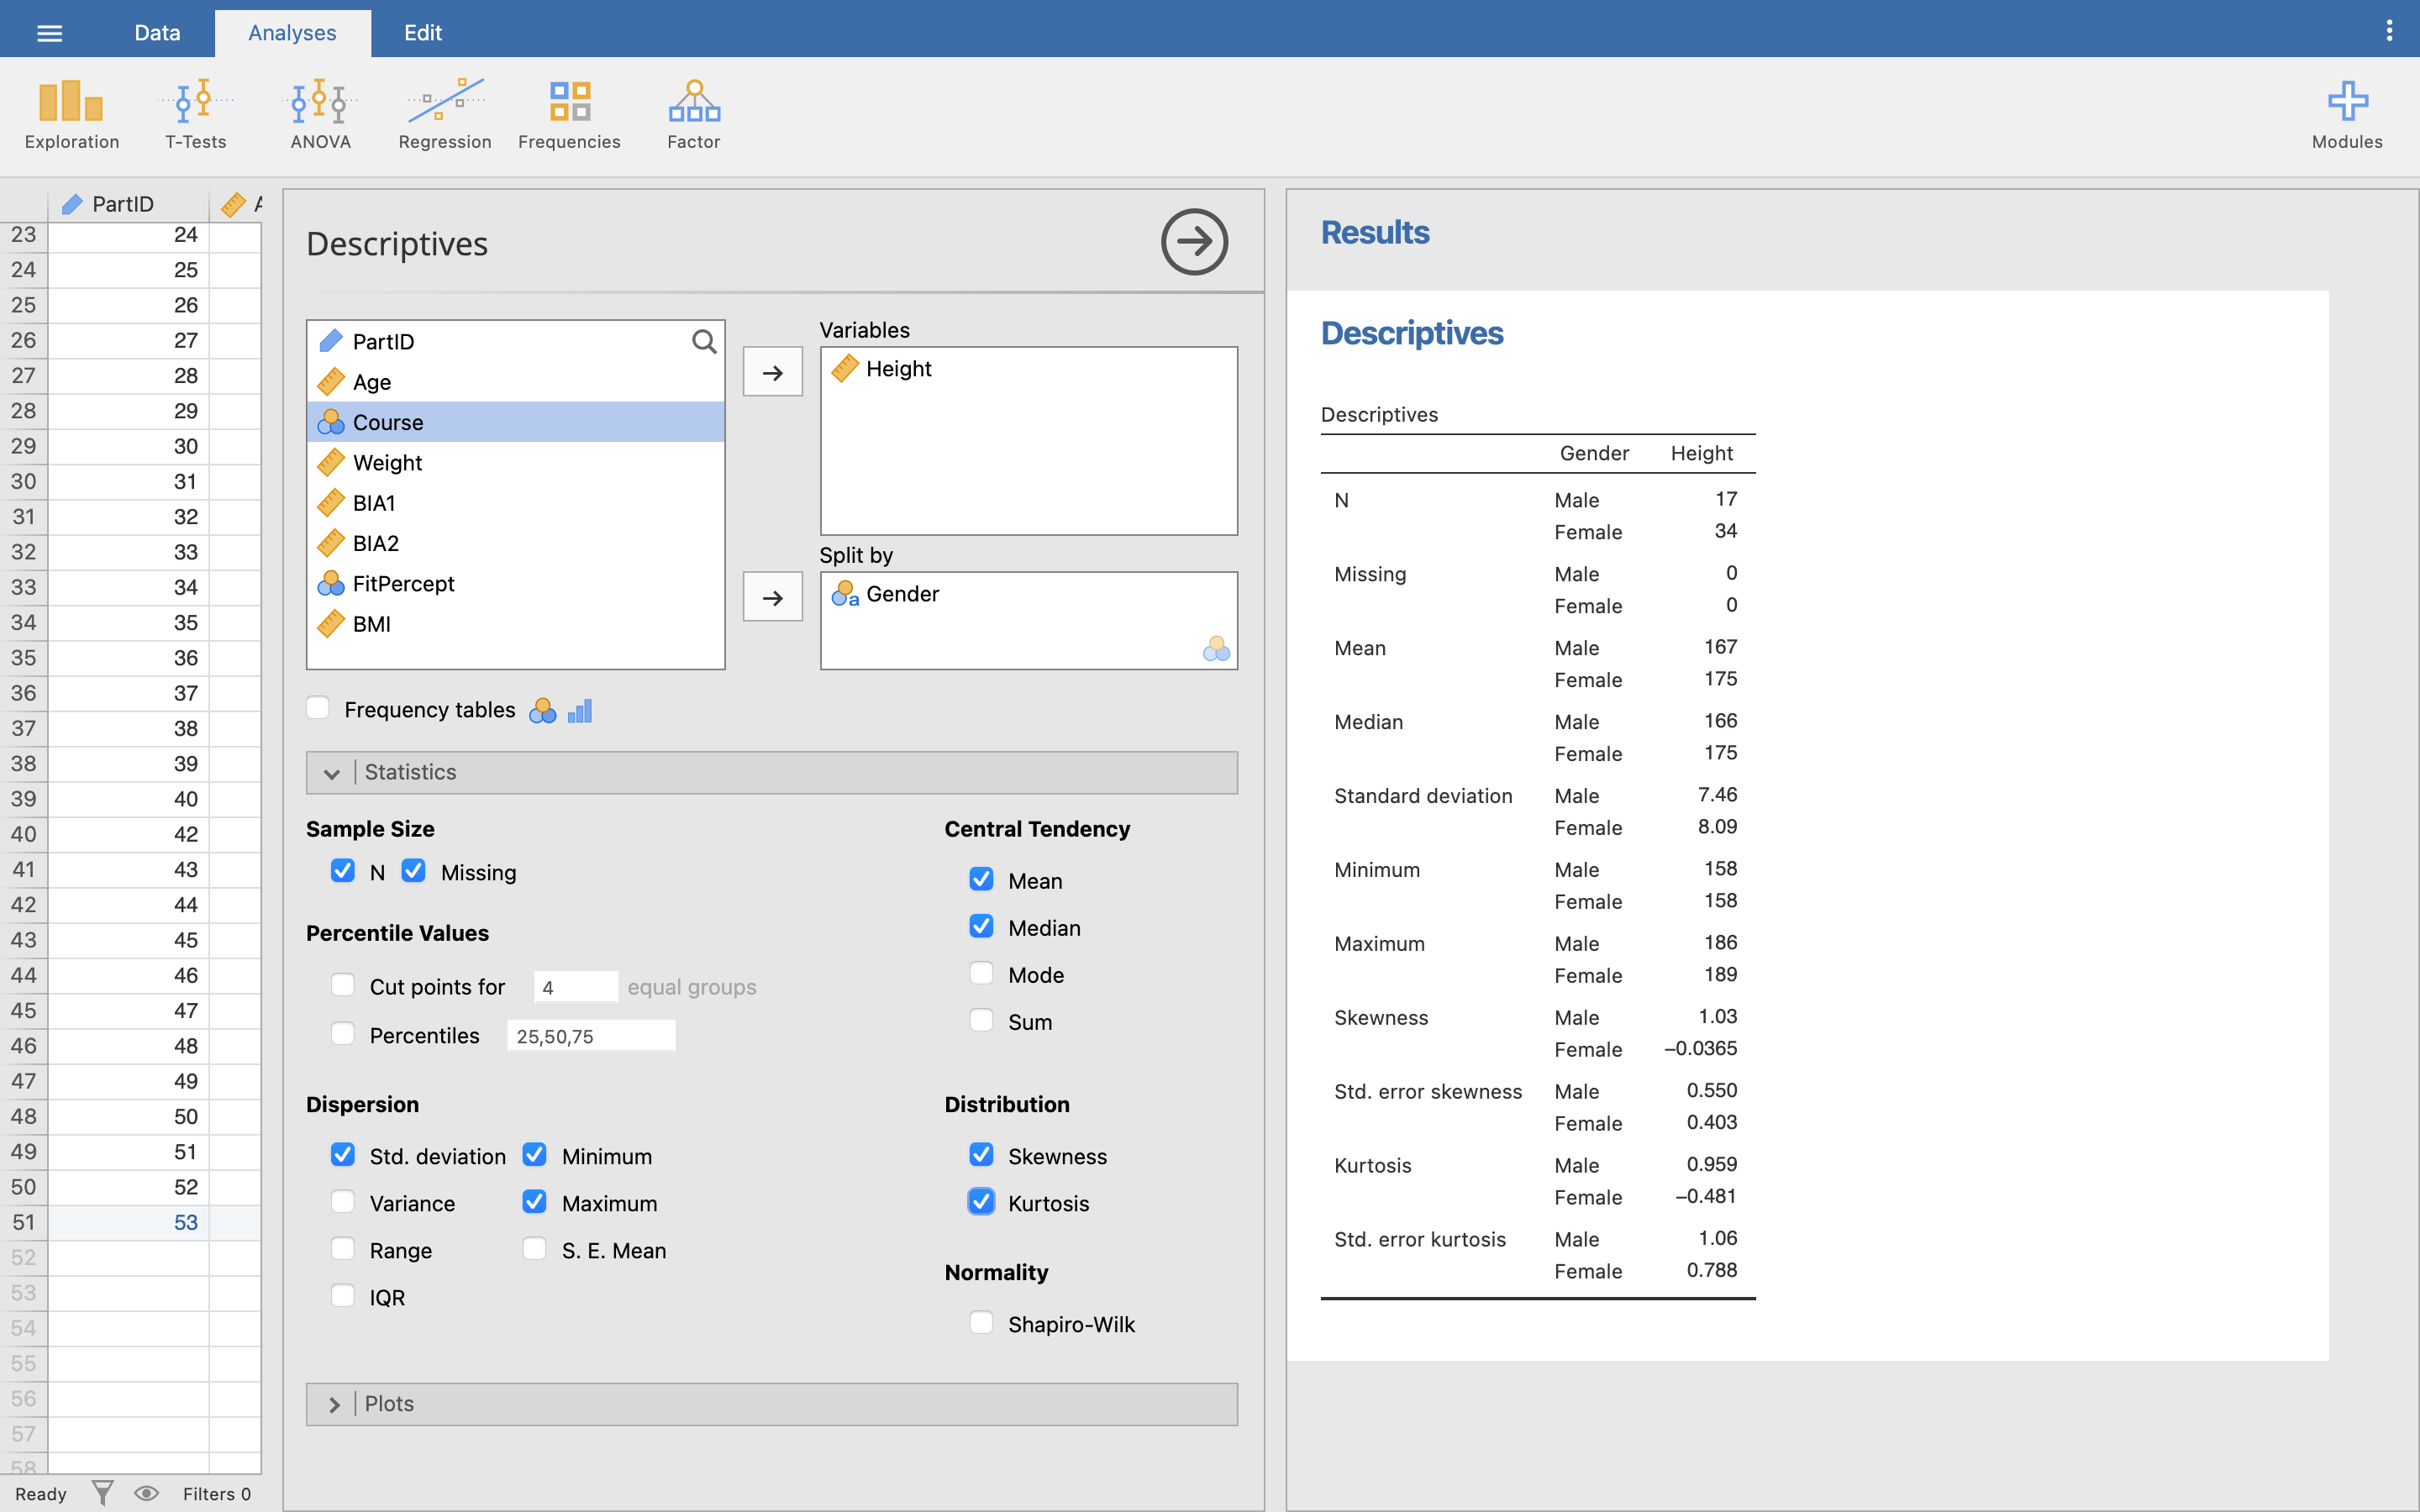 Data Analyses Edit
Exploration T-Tests ANOVA Regression Frequencies Factor Modules
PartID A
23 24
24 25
25 26
26 27
27 28
28 29
29 30
30 31
31 32
32 33
33 34
34 35
35 36
36 37
37 38
38 39
39 40
40 42
41 43
42 44
43 45
44 46
45 47
46 48
47 49
48 50
49 51
50 52
51 53
52
53
54
55
56
57
58
Ready Filters 0
Descriptives
PartID
Age
Course
Weight
BIA1
BIA2
FitPercept
BMI
Variables
Height
Split by
a Gender
Frequency tables
Statistics
Sample Size
N Missing
Percentile Values
Cut points for 4 equal groups
Percentiles 25,50,75
Dispersion
Std. deviation Minimum
Variance Maximum
Range S. E. Mean
IQR
Central Tendency
Mean
Median
Mode
Sum
Distribution
Skewness
Kurtosis
Normality
Shapiro-Wilk
Plots
Results
Descriptives
Descriptives
Gender Height
N Male 17
Female 34
Missing Male 0
Female 0
Mean Male 167
Female 175
Median Male 166
Female 175
Standard deviation Male 7.46
Female 8.09
Minimum Male 158
Female 158
Maximum Male 186
Female 189
Skewness Male 1.03
Female −0.0365
Std. error skewness Male 0.550
Female 0.403
Kurtosis Male 0.959
Female −0.481
Std. error kurtosis Male 1.06
Female 0.788